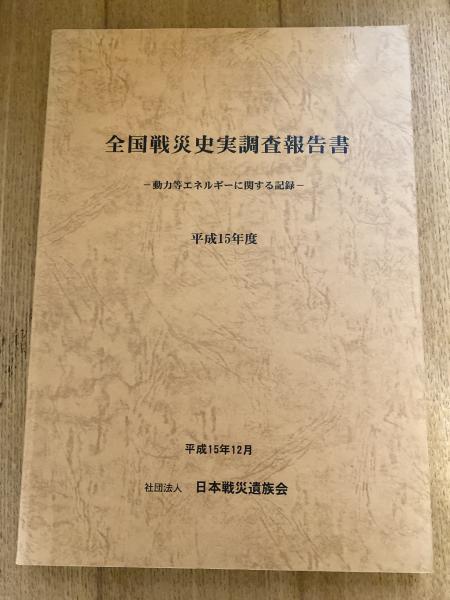 全国戦災史実調査報告書
－動力等エネルギーに関する記録－
平成15年度
平成15年12月
社団法人 日本戦災遺族会